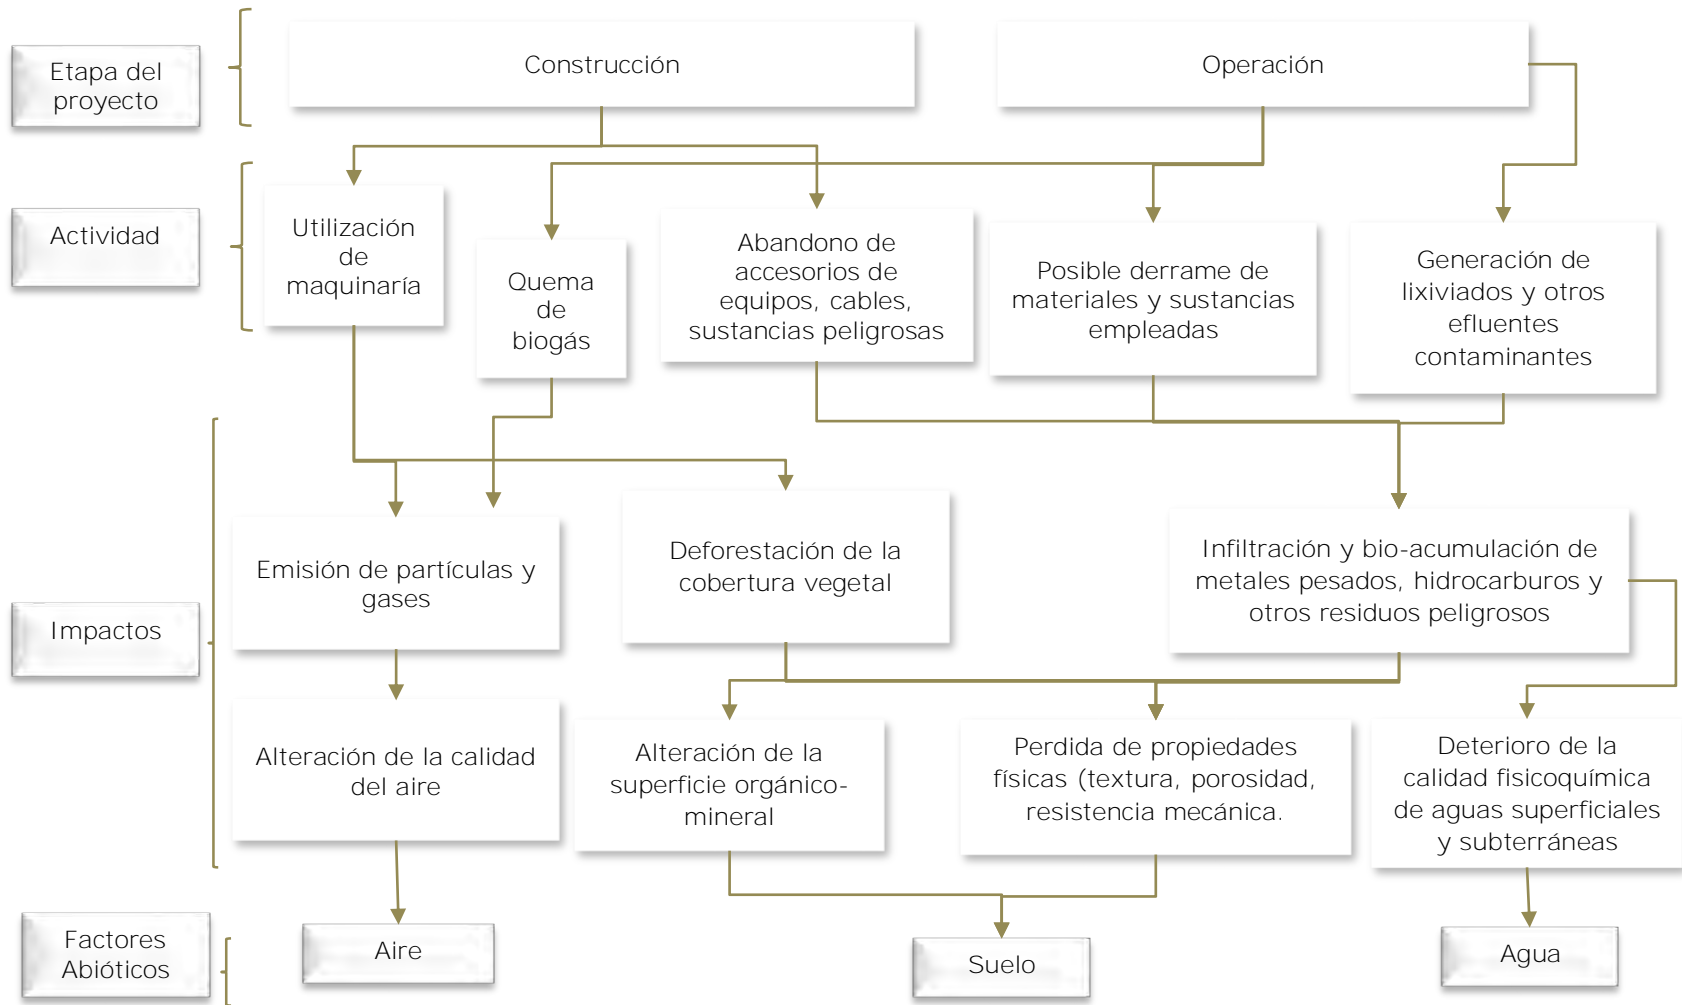 Etapa del
proyecto
Construcción
Operación
Actividad
Utilización
de
maquinaría
Quema
de
biogás
Abandono de
accesorios de
equipos, cables,
sustancias peligrosas
Posible derrame de
materiales y sustancias
empleadas
Generación de
lixiviados y otros
efluentes
contaminantes
Impactos
Emisión de partículas y
gases
Deforestación de la
cobertura vegetal
Infiltración y bio-acumulación de
metales pesados, hidrocarburos y
otros residuos peligrosos
Alteración de la calidad
del aire
Alteración de la
superficie orgánico-
mineral
Perdida de propiedades
físicas (textura, porosidad,
resistencia mecánica.
Deterioro de la
calidad fisicoquímica
de aguas superficiales
y subterráneas
Factores
Abióticos
Aire
Suelo
Agua